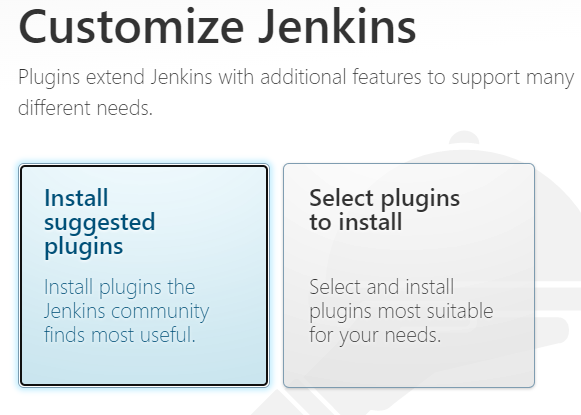 Customize Jenkins
Plugins extend Jenkins with additional features to support many
different needs.
Install
suggested
plugins
Install plugins the
Jenkins community
finds most useful.
Select plugins
to install
Select and install
plugins most suitable
for your needs.